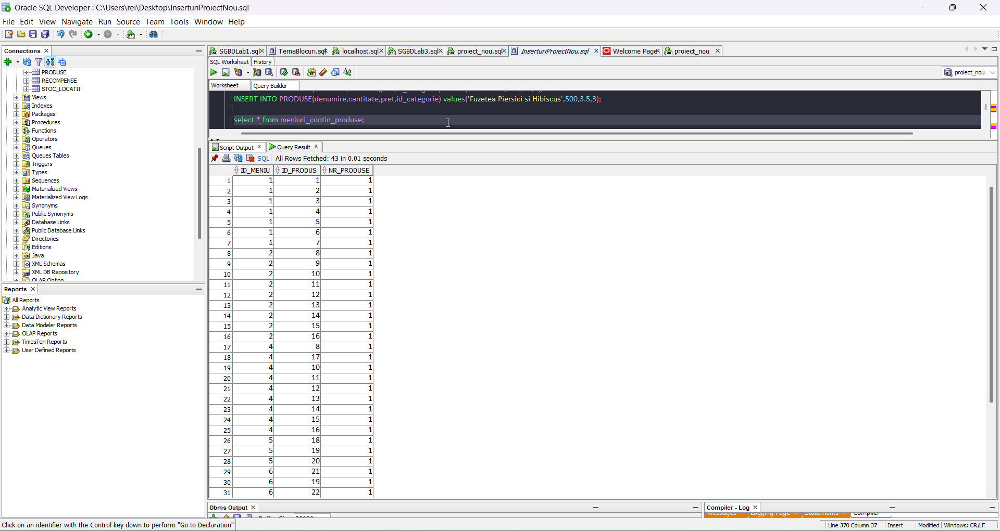 Oracle SQL Developer : C:\Users\rei\Desktop\InserturiProiectNou.sql
File Edit View Navigate Run Source Team Tools Window Help
Connections
PRODUSE
RECOMPENSE
STOC_LOCATII
Views
Indexes
Packages
Procedures
Functions
Operators
Queues
Queues Tables
Triggers
Types
Sequences
Materialized Views
Materialized View Logs
Synonyms
Public Synonyms
Database Links
Public Database Links
Directories
Editions
Java
XML Schemas
XML DB Repository
OLAP Option
Reports
All Reports
Analytic View Reports
Data Dictionary Reports
Data Modeler Reports
OLAP Reports
TimesTen Reports
User Defined Reports
SGBDLab1.sql TemaBlocuri.sql localhost.sql SGBDLab3.sql proiect_nou.sql InserturiProiectNou.sql Welcome Page proiect_nou
SQL Worksheet History
proiect_nou
Worksheet Query Builder
INSERT INTO PRODUSE(denumire,cantitate,pret,id_categorie) values('Fuzetea Piersici si Hibiscus',500,3.5,3);
select * from meniuri_contin_produse;
Script Output Query Result
SQL All Rows Fetched: 43 in 0.01 seconds
ID_MENIU ID_PRODUS NR_PRODUSE
1 1 1 1
2 1 2 1
3 1 3 1
4 1 4 1
5 1 5 1
6 1 6 1
7 1 7 1
8 2 8 1
9 2 9 1
10 2 10 1
11 2 11 1
12 2 12 1
13 2 13 1
14 2 14 1
15 2 15 1
16 2 16 1
17 4 8 1
18 4 17 1
19 4 10 1
20 4 11 1
21 4 12 1
22 4 13 1
23 4 14 1
24 4 15 1
25 4 16 1
26 5 18 1
27 5 19 1
28 5 20 1
29 6 21 1
30 6 19 1
31 6 22 1
Dbms Output
Compiler - Log
Messages Logging Page Statements Compiler
Click on an identifier with the Control key down to perform "Go to Declaration"
Line 370 Column 37 Insert Modified Windows: CR/LF